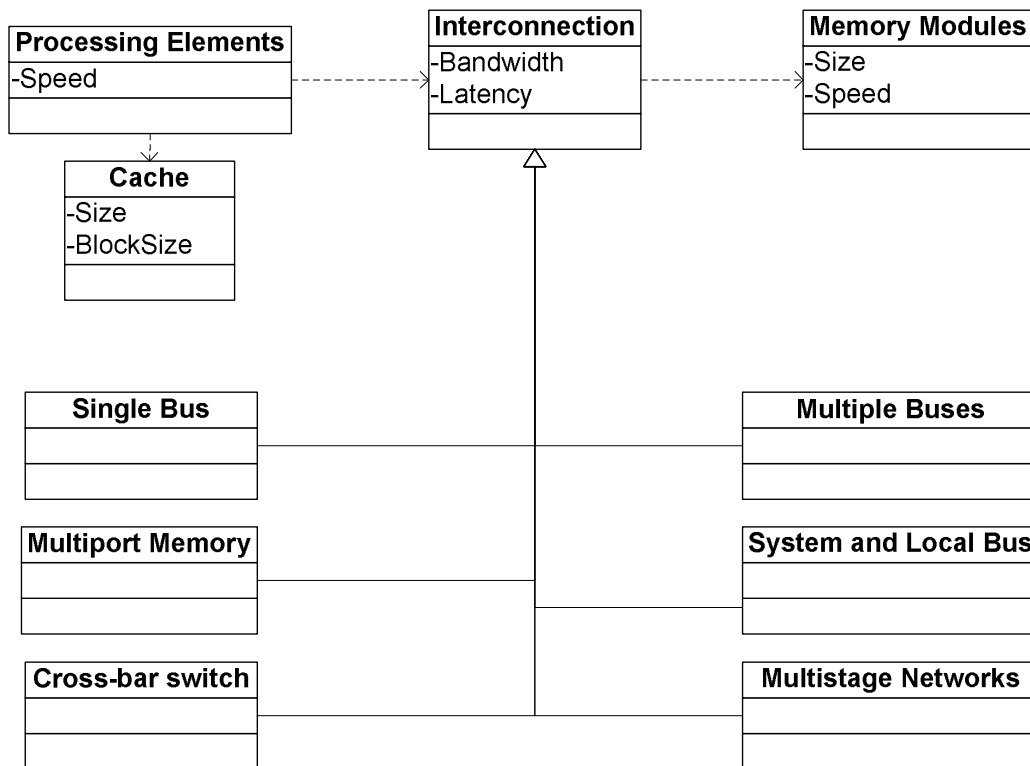 Processing Elements
-Speed
Interconnection
-Bandwidth
-Latency
Memory Modules
-Size
-Speed
Cache
-Size
-BlockSize
Single Bus
Multiple Buses
Multiport Memory
System and Local Bus
Cross-bar switch
Multistage Networks